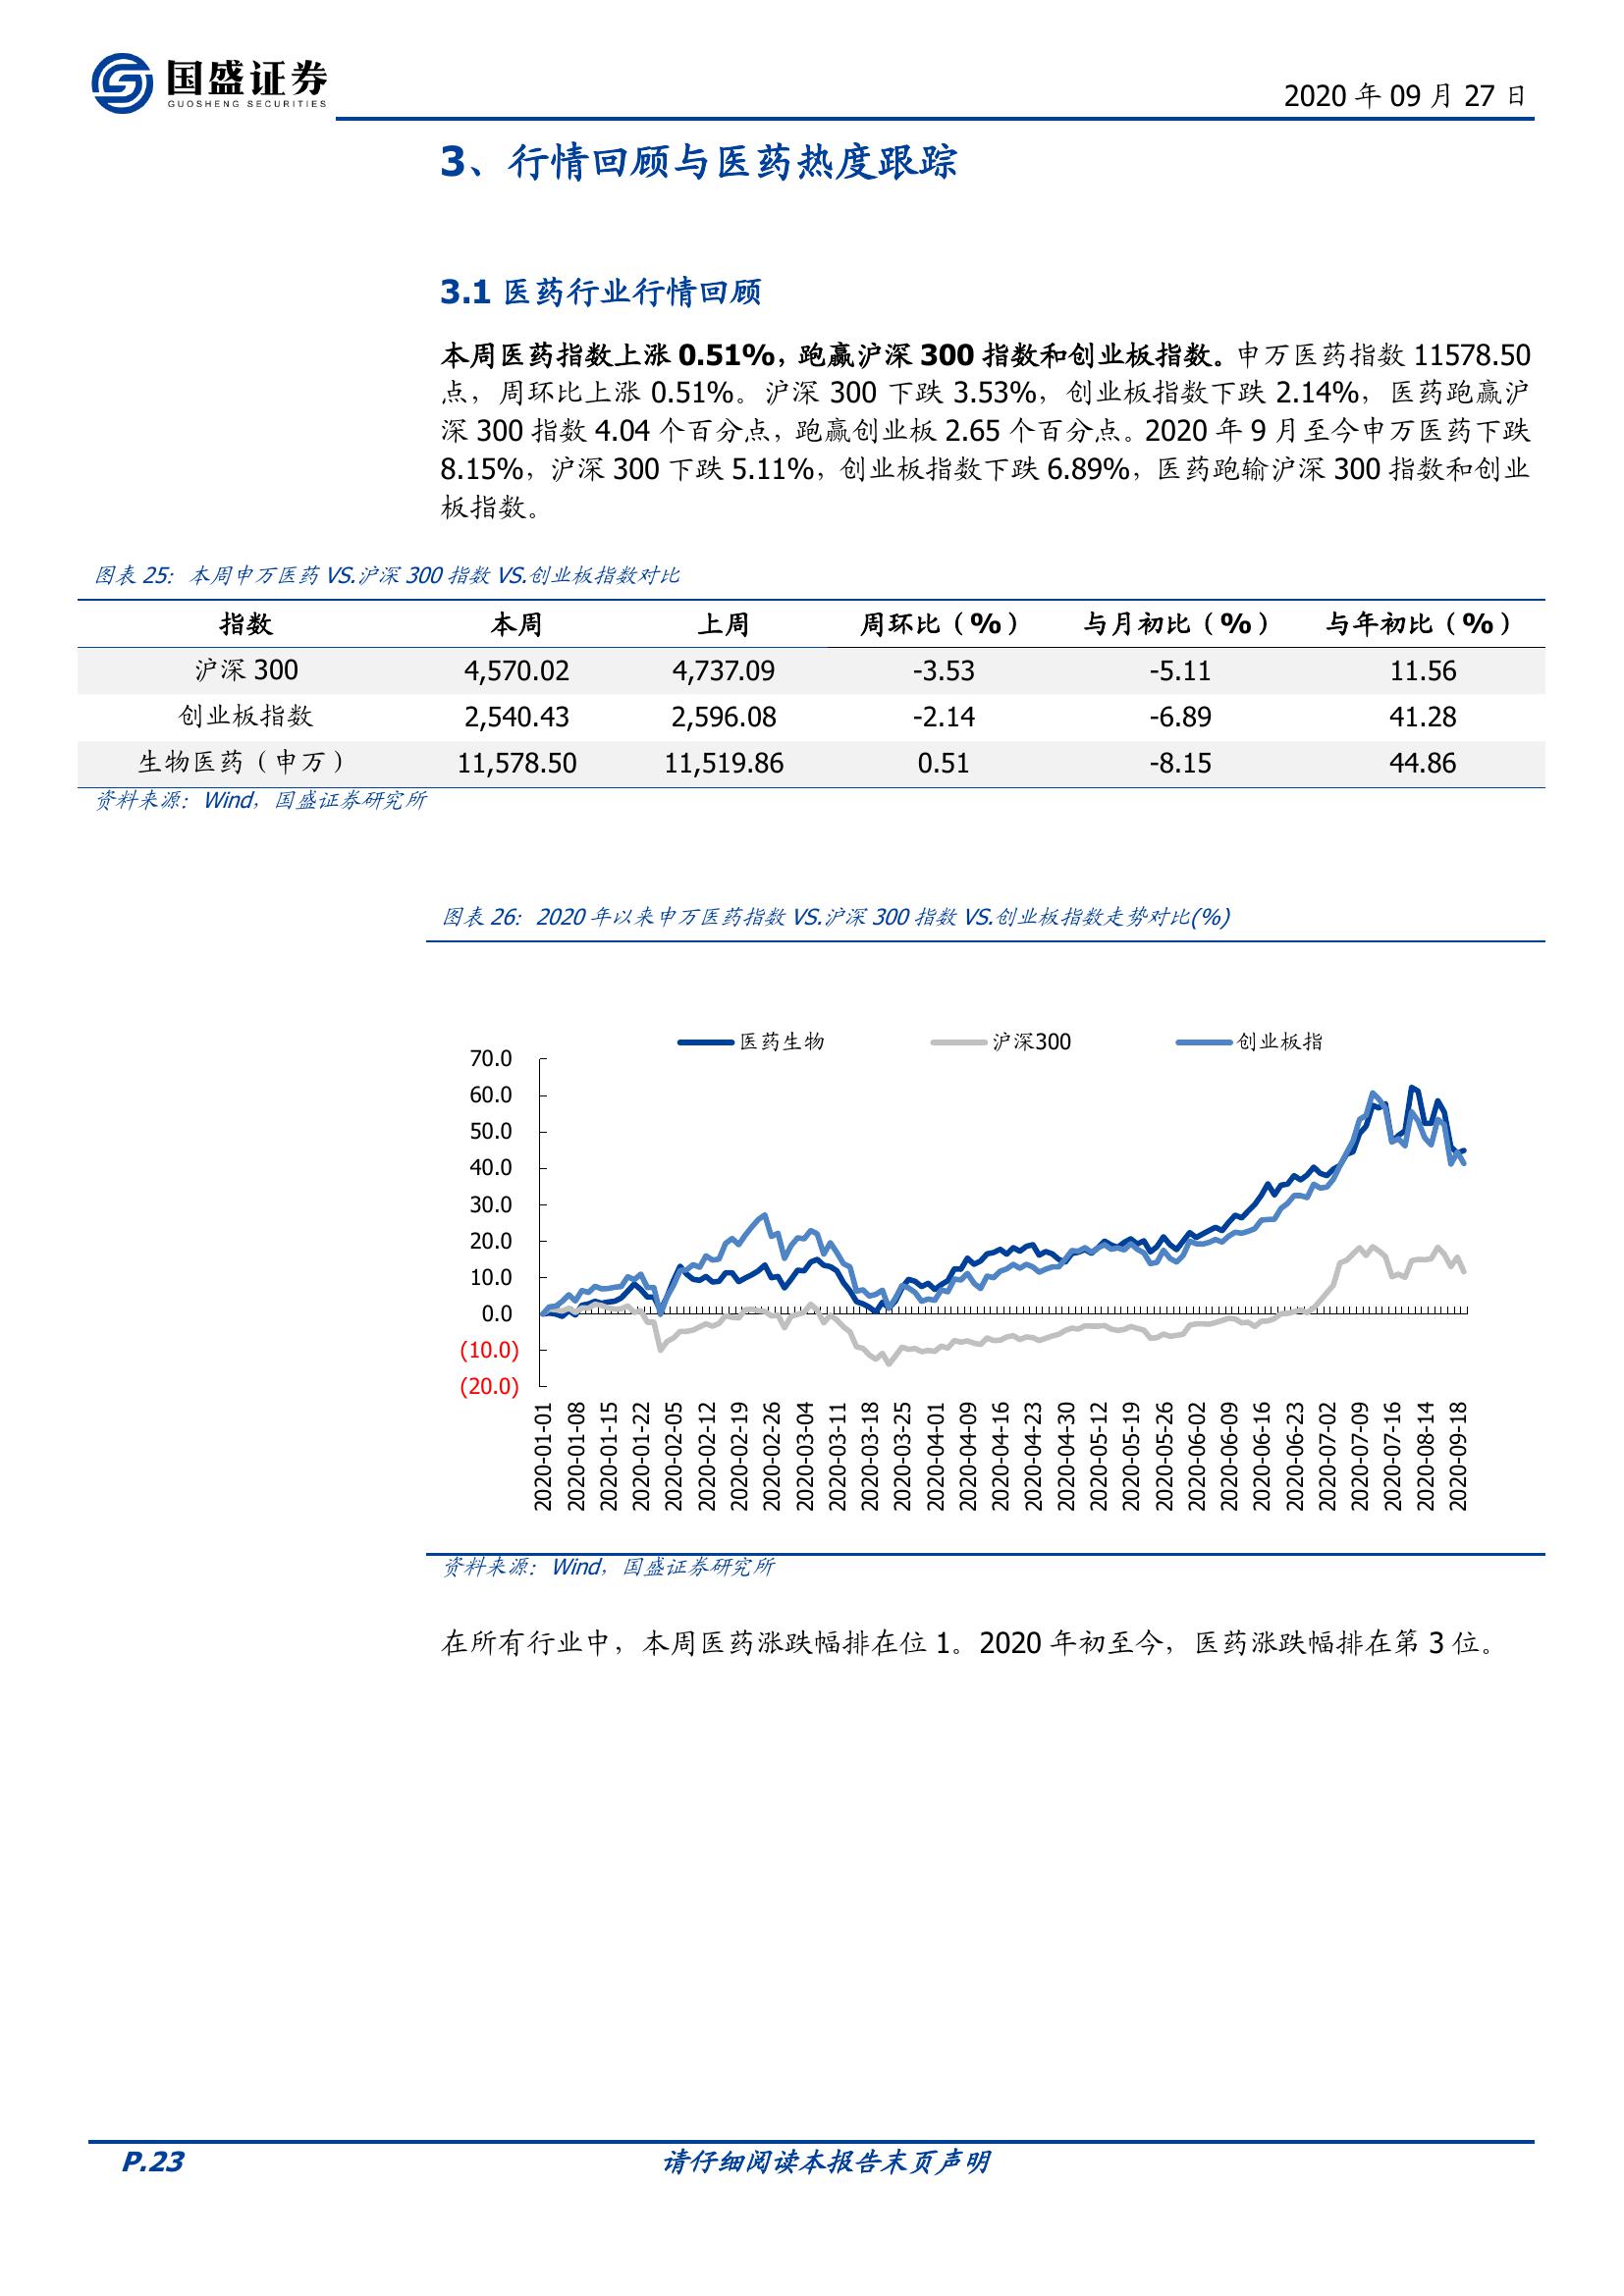 国盛证券
GUOSHENG SECURITIES
2020 年 09 月 27 日
3、行情回顾与医药热度跟踪
3.1 医药行业行情回顾
本周医药指数上涨 0.51%，跑赢沪深 300 指数和创业板指数。申万医药指数 11578.50
点，周环比上涨 0.51%。沪深 300 下跌 3.53%，创业板指数下跌 2.14%，医药跑赢沪
深 300 指数 4.04 个百分点，跑赢创业板 2.65 个百分点。2020 年 9 月至今申万医药下跌
8.15%，沪深 300 下跌 5.11%，创业板指数下跌 6.89%，医药跑输沪深 300 指数和创业
板指数。
图表 25：本周申万医药 VS.沪深 300 指数 VS.创业板指数对比
指数 本周 上周 周环比（%） 与月初比（%） 与年初比（%）
沪深 300 4,570.02 4,737.09 -3.53 -5.11 11.56
创业板指数 2,540.43 2,596.08 -2.14 -6.89 41.28
生物医药（申万） 11,578.50 11,519.86 0.51 -8.15 44.86
资料来源：Wind，国盛证券研究所
图表 26：2020 年以来申万医药指数 VS.沪深 300 指数 VS.创业板指数走势对比(%)
医药生物 沪深300 创业板指
70.0
60.0
50.0
40.0
30.0
20.0
10.0
0.0
(10.0)
(20.0)
2020-01-01
2020-01-08
2020-01-15
2020-01-22
2020-02-05
2020-02-12
2020-02-19
2020-02-26
2020-03-04
2020-03-11
2020-03-18
2020-03-25
2020-04-01
2020-04-09
2020-04-16
2020-04-23
2020-04-30
2020-05-12
2020-05-19
2020-05-26
2020-06-02
2020-06-09
2020-06-16
2020-06-23
2020-07-02
2020-07-09
2020-07-16
2020-08-14
2020-09-18
资料来源：Wind，国盛证券研究所
在所有行业中，本周医药涨跌幅排在位 1。2020 年初至今，医药涨跌幅排在第 3 位。
P.23 请仔细阅读本报告末页声明